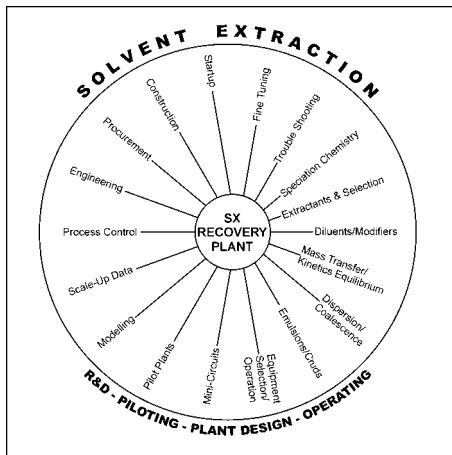 SOLVENT EXTRACTION
Startup
Fine Tuning
Trouble Shooting
Speciation Chemistry
Extractants & Selection
Diluents/Modifiers
Mass Transfer/
Kinetics Equilibrium
Dispersion/
Coalescence
Emulsions/Cruds
Equipment
Selection/
Operation
Mini-Circuits
Pilot Plants
Modelling
Scale-Up Data
Process Control
Engineering
Procurement
Construction
SX
RECOVERY
PLANT
R&D - PILOTING - PLANT DESIGN - OPERATING